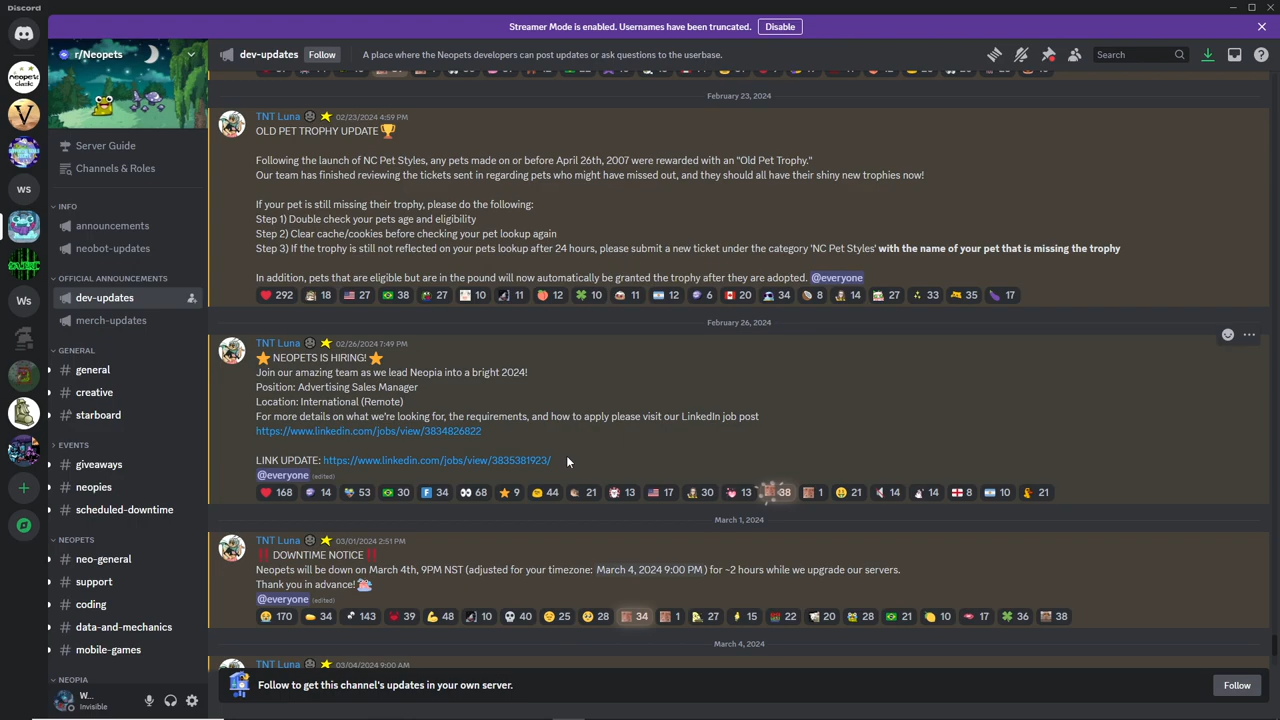 Discord
Streamer Mode is enabled. Usernames have been truncated. Disable
r/Neopets
dev-updates Follow A place where the Neopets developers can post updates or ask questions to the userbase. Search
Server Guide
Channels & Roles
INFO
announcements
neobot-updates
OFFICIAL ANNOUNCEMENTS
dev-updates
merch-updates
GENERAL
general
creative
starboard
EVENTS
giveaways
neopies
scheduled-downtime
NEOPETS
neo-general
support
coding
data-and-mechanics
mobile-games
NEOPIA
W...
Invisible
neopets classic
V
WS
Ws
February 23, 2024
TNT Luna 02/23/2024 4:59 PM
OLD PET TROPHY UPDATE
Following the launch of NC Pet Styles, any pets made on or before April 26th, 2007 were rewarded with an "Old Pet Trophy."
Our team has finished reviewing the tickets sent in regarding pets who might have missed out, and they should all have their shiny new trophies now!
If your pet is still missing their trophy, please do the following:
Step 1) Double check your pets age and eligibility
Step 2) Clear cache/cookies before checking your pet lookup again
Step 3) If the trophy is still not reflected on your pets lookup after 24 hours, please submit a new ticket under the category 'NC Pet Styles' with the name of your pet that is missing the trophy
In addition, pets that are eligible but are in the pound will now automatically be granted the trophy after they are adopted. @everyone
292 18 27 38 27 10 11 12 10 11 12 6 20 34 8 14 27 33 35 17
February 26, 2024
TNT Luna 02/26/2024 7:49 PM
NEOPETS IS HIRING!
Join our amazing team as we lead Neopia into a bright 2024!
Position: Advertising Sales Manager
Location: International (Remote)
For more details on what we're looking for, the requirements, and how to apply please visit our LinkedIn job post
https://www.linkedin.com/jobs/view/3834826822
LINK UPDATE: https://www.linkedin.com/jobs/view/3835381923/
@everyone (edited)
168 14 53 30 34 68 9 44 21 13 17 30 13 38 1 21 14 14 8 10 21
March 1, 2024
TNT Luna 03/01/2024 2:51 PM
DOWNTIME NOTICE
Neopets will be down on March 4th, 9PM NST (adjusted for your timezone: March 4, 2024 9:00 PM) for ~2 hours while we upgrade our servers.
Thank you in advance!
@everyone (edited)
170 34 143 39 48 10 40 25 28 34 1 27 15 22 20 28 21 10 17 36 38
March 4, 2024
TNT Luna 03/04/2024 9:00 AM
Follow to get this channel's updates in your own server. Follow